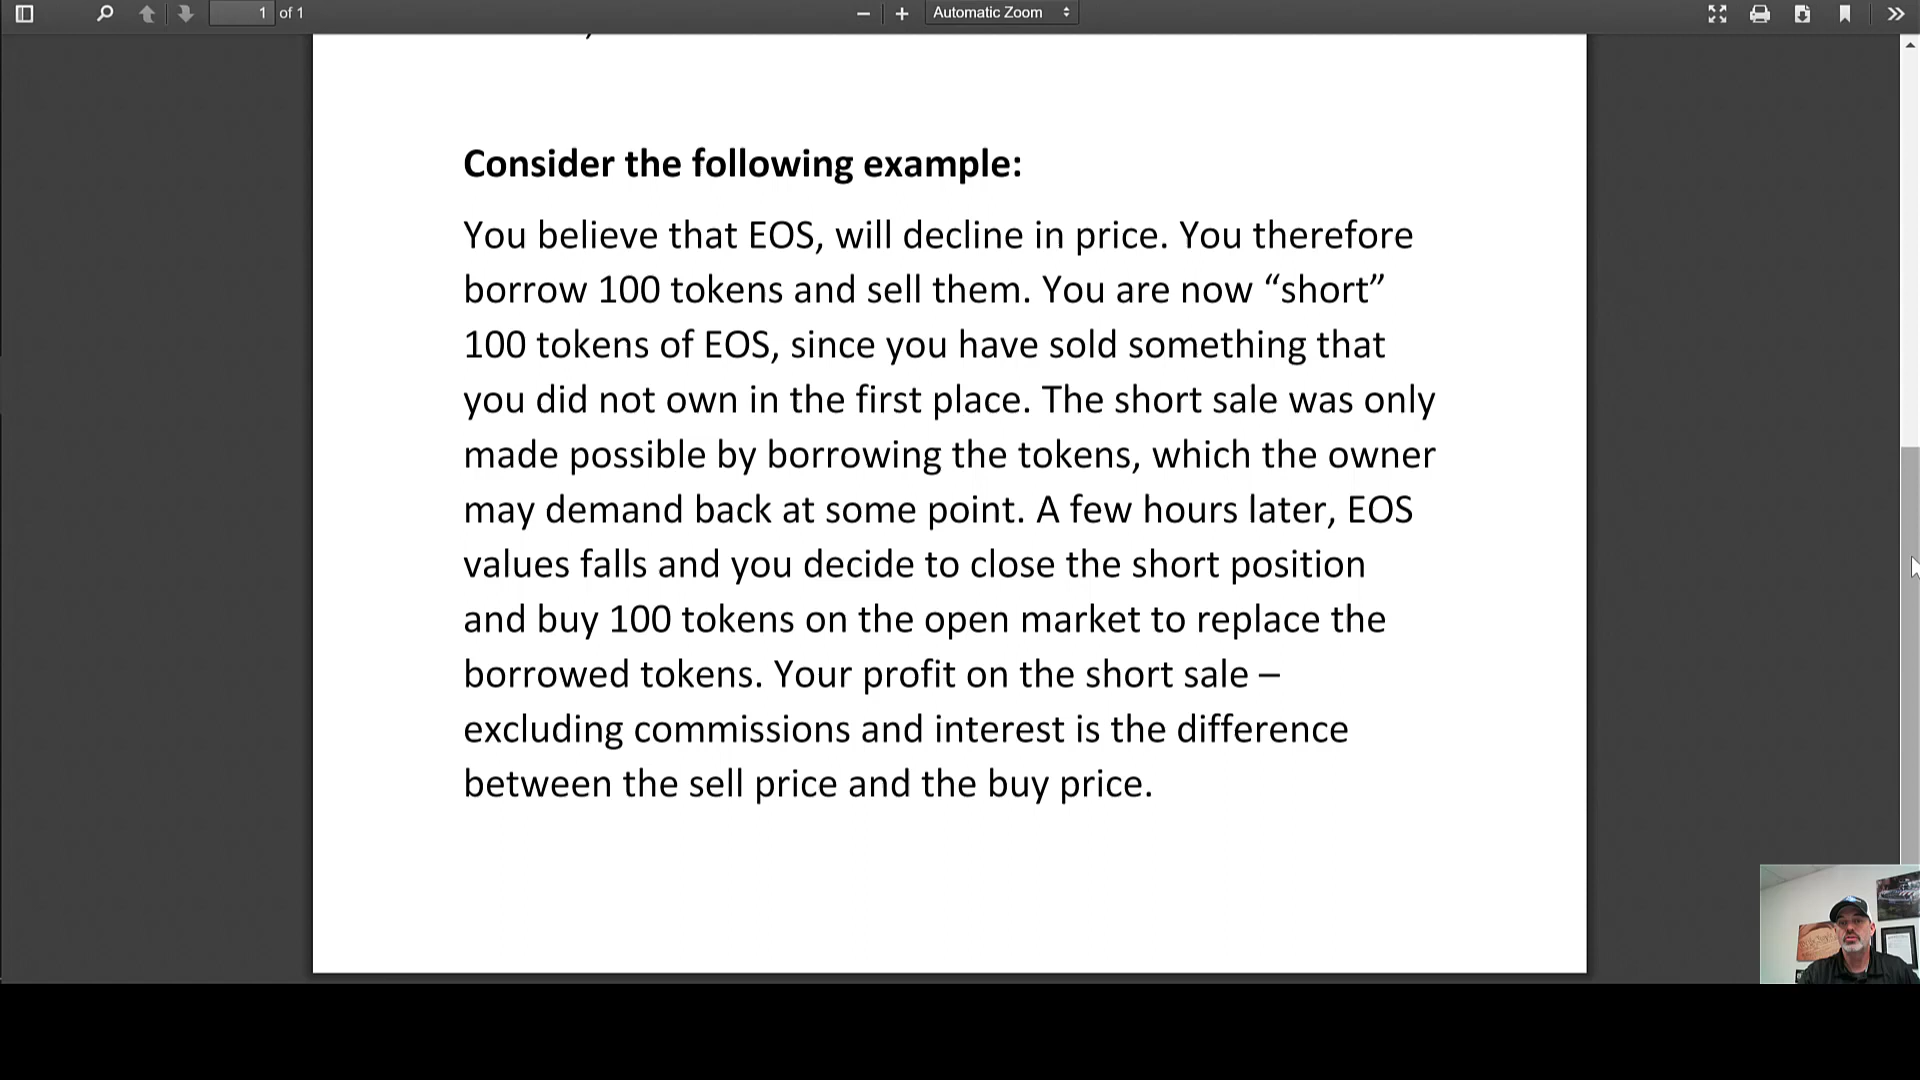 1 of 1
Automatic Zoom
Consider the following example:
You believe that EOS, will decline in price. You therefore
borrow 100 tokens and sell them. You are now “short”
100 tokens of EOS, since you have sold something that
you did not own in the first place. The short sale was only
made possible by borrowing the tokens, which the owner
may demand back at some point. A few hours later, EOS
values falls and you decide to close the short position
and buy 100 tokens on the open market to replace the
borrowed tokens. Your profit on the short sale –
excluding commissions and interest is the difference
between the sell price and the buy price.